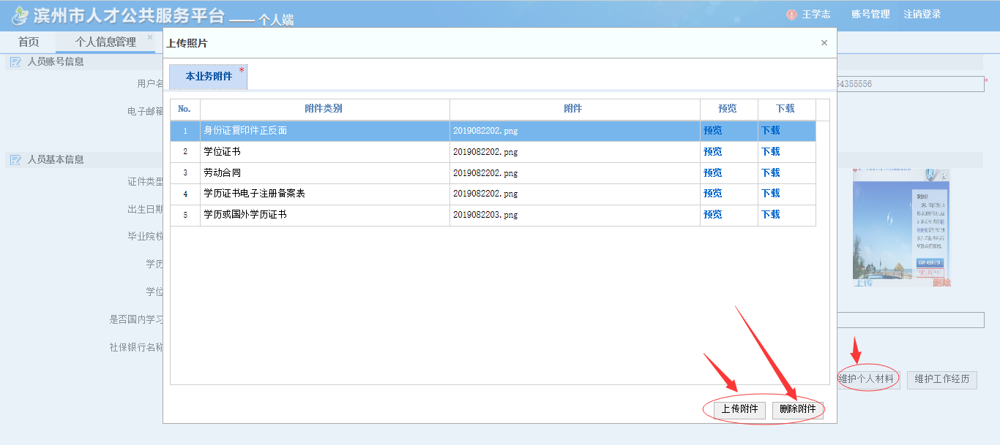 滨州市人才公共服务平台 —— 个人端
王学志 账号管理 注销登录
首页 个人信息管理 ×
上传照片 ×
人员账号信息
本业务附件 *
用户名
54355556 *
No. 附件类别 附件 预览 下载
电子邮箱
1 身份证复印件正反面 2019082202.png 预览 下载
2 学位证书 2019082202.png 预览 下载
人员基本信息
3 劳动合同 2019082202.png 预览 下载
证件类型
4 学历证书电子注册备案表 2019082202.png 预览 下载
出生日期
5 学历或国外学历证书 2019082203.png 预览 下载
毕业院校
学历
上传 删除
学位
是否国内学习
社保银行名称
维护个人材料 维护工作经历
上传附件 删除附件